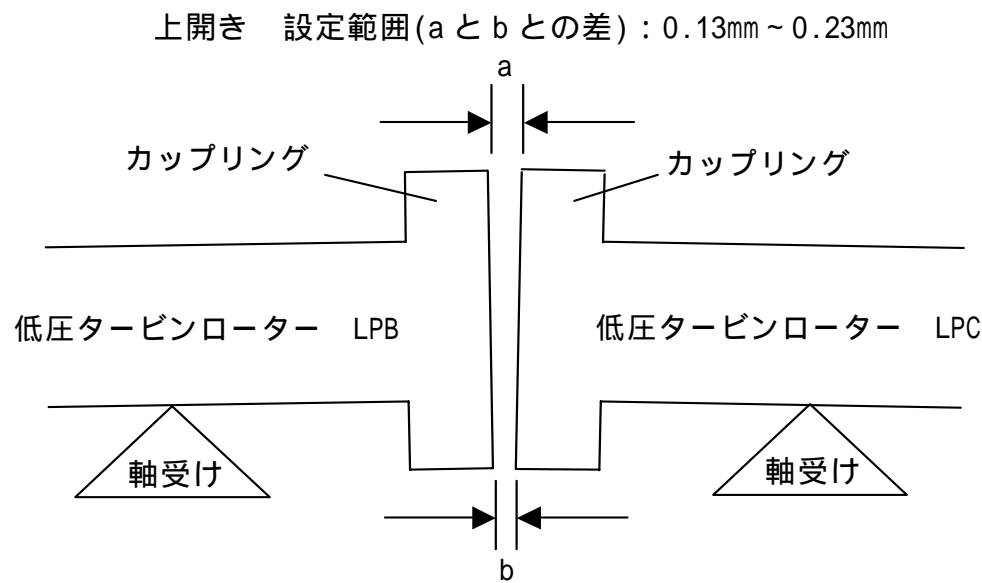 上開き　設定範囲(aとbとの差)：0.13㎜~0.23㎜
a
カップリング
カップリング
低圧タービンローター　LPB
低圧タービンローター　LPC
軸受け
軸受け
b